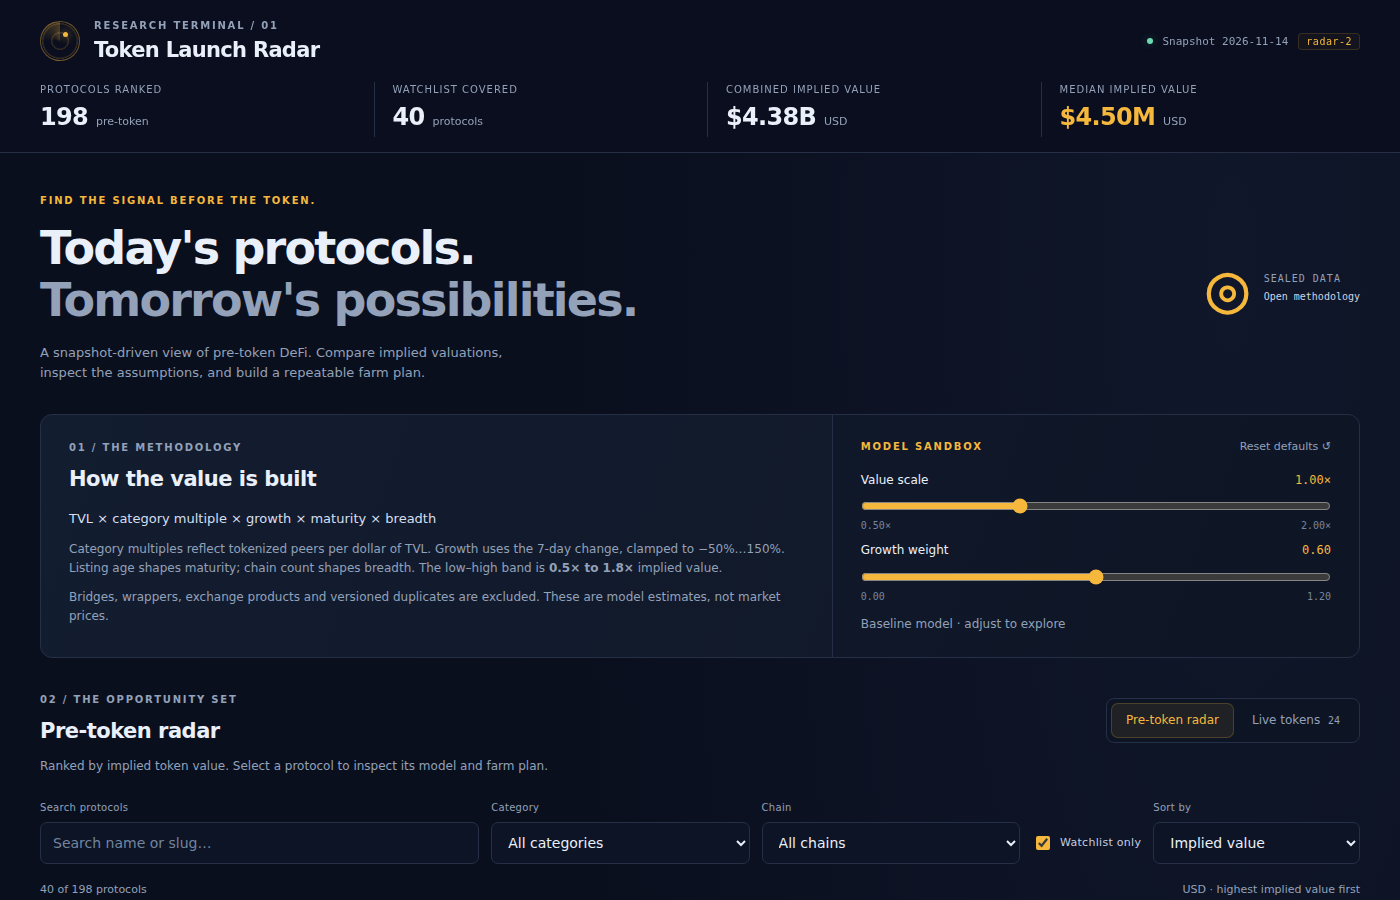 RESEARCH TERMINAL / 01
Token Launch Radar
Snapshot 2026-11-14 radar-2
PROTOCOLS RANKED
198 pre-token
WATCHLIST COVERED
40 protocols
COMBINED IMPLIED VALUE
$4.38B USD
MEDIAN IMPLIED VALUE
$4.50M USD
FIND THE SIGNAL BEFORE THE TOKEN.
Today's protocols.
Tomorrow's possibilities.
A snapshot-driven view of pre-token DeFi. Compare implied valuations,
inspect the assumptions, and build a repeatable farm plan.
SEALED DATA
Open methodology
01 / THE METHODOLOGY
How the value is built
TVL × category multiple × growth × maturity × breadth
Category multiples reflect tokenized peers per dollar of TVL. Growth uses the 7-day change, clamped to −50%…150%.
Listing age shapes maturity; chain count shapes breadth. The low–high band is 0.5× to 1.8× implied value.
Bridges, wrappers, exchange products and versioned duplicates are excluded. These are model estimates, not market
prices.
MODEL SANDBOX
Reset defaults ↺
Value scale 1.00×
0.50× 2.00×
Growth weight 0.60
0.00 1.20
Baseline model · adjust to explore
02 / THE OPPORTUNITY SET
Pre-token radar
Ranked by implied token value. Select a protocol to inspect its model and farm plan.
Pre-token radar
Live tokens 24
Search protocols
Search name or slug…
Category
All categories
Chain
All chains
Watchlist only
Sort by
Implied value
40 of 198 protocols
USD · highest implied value first